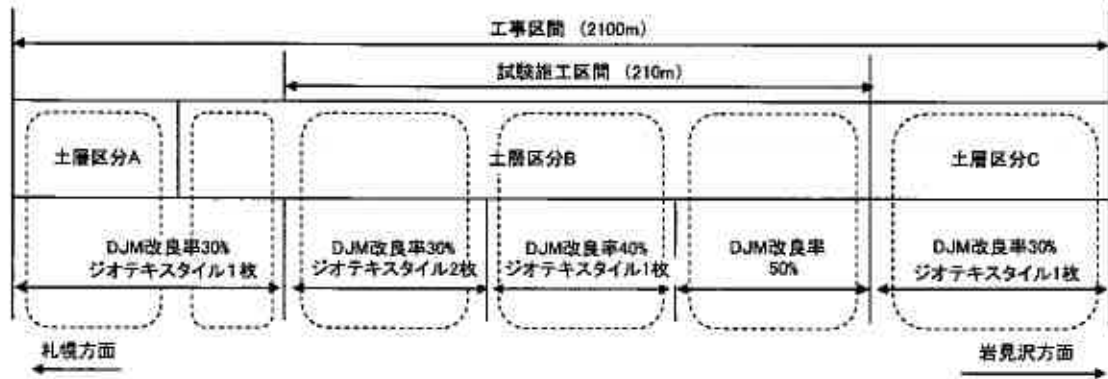 工事区間 (2100m)
試験施工区間 (210m)
土層区分A
土層区分B
土層区分C
DJM改良率30%
ジオテキスタイル1枚
DJM改良率30%
ジオテキスタイル2枚
DJM改良率40%
ジオテキスタイル1枚
DJM改良率
50%
DJM改良率30%
ジオテキスタイル1枚
札幌方面
岩見沢方面